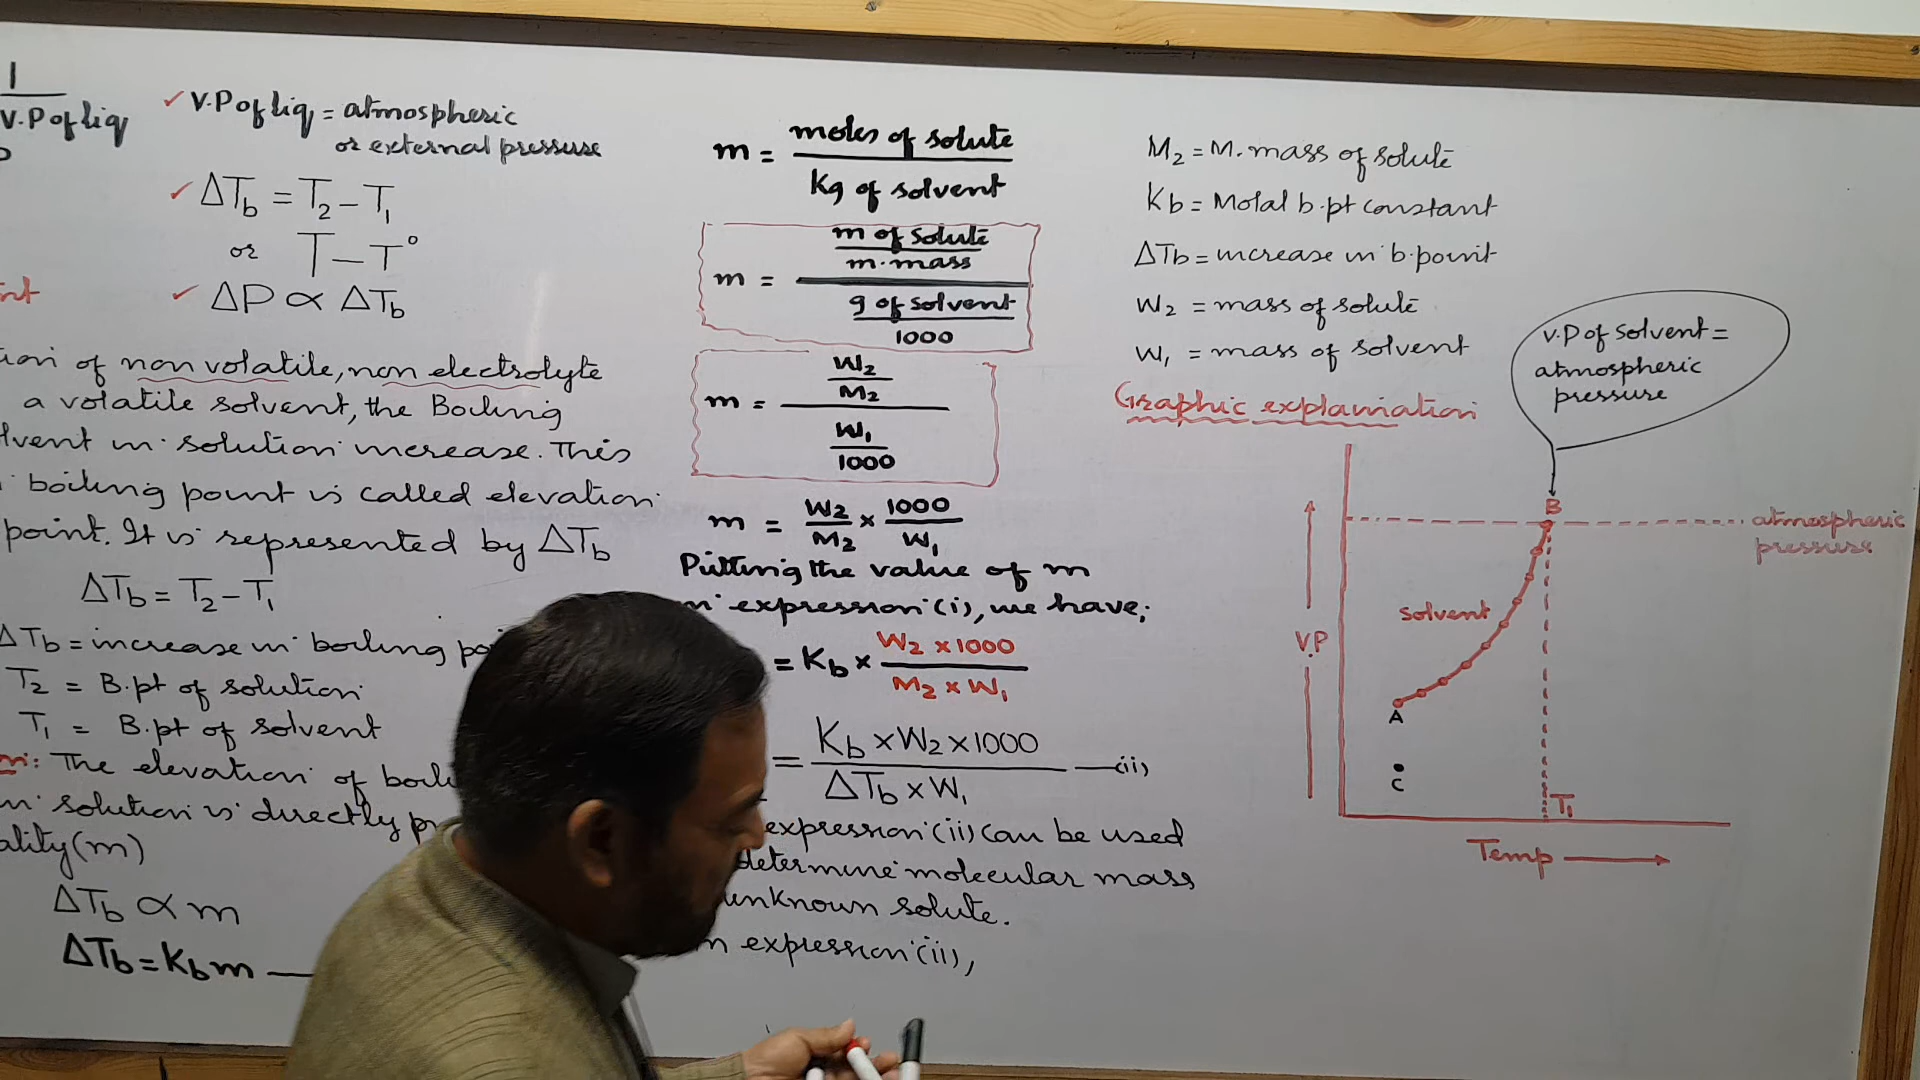 1
V.P of liq
✓ V.P of liq = atmospheric
or external pressure
✓ ΔTb = T2 – T1
or T – T°
✓ ΔP ∝ ΔTb
of non volatile, non electrolyte
a volatile solvent, the Boiling
in solution increase. This
boiling point is called elevation
point. It is represented by ΔTb
ΔTb = T2 – T1
ΔTb = increase in boiling
T2 = B.pt of solution
T1 = B.pt of solvent
The elevation of
in solution is directly
(m)
ΔTb ∝ m
ΔTb = Kbm —
m = moles of solute / Kg of solvent
m = (m of solute / m.mass) / (g of solvent / 1000)
m = (W2 / M2) / (W1 / 1000)
m = W2 / M2 × 1000 / W1
Putting the value of m
in expression (i), we have;
= Kb × W2 × 1000 / M2 × W1
= Kb × W2 × 1000 / ΔTb × W1 — (ii)
expression (ii) can be used
determine molecular mass
unknown solute.
expression (ii),
M2 = M.mass of solute
Kb = Molal b.pt constant
ΔTb = increase in b.point
W2 = mass of solute
W1 = mass of solvent
Graphic explaniation
V.P of solvent =
atmospheric
pressure
B
atmospheric
pressure
Solvent
V.P
A
C
T1
Temp